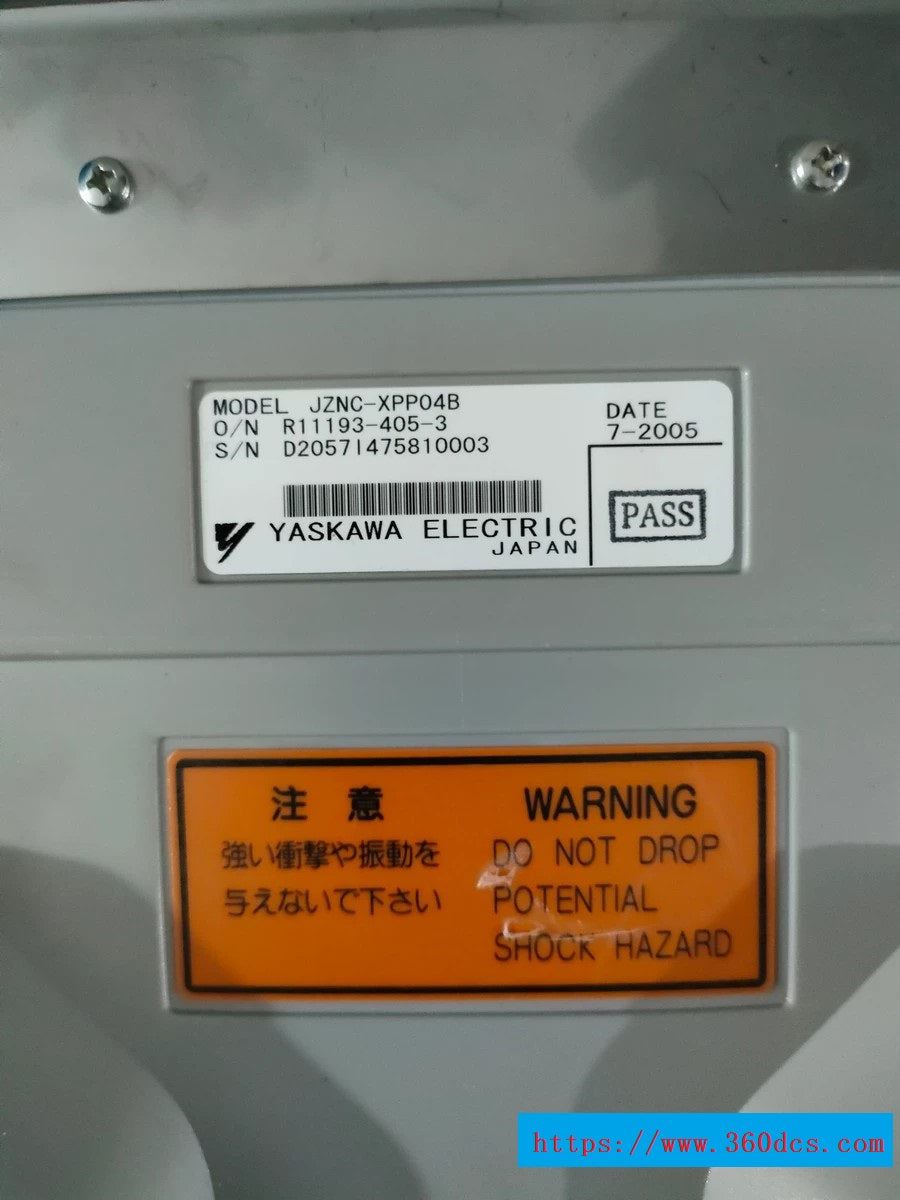 MODEL JZNC-XPP04B
O/N R11193-405-3
S/N D20571475810003
DATE
7-2005
PASS
YASKAWA ELECTRIC
JAPAN
注 意
強い衝撃や振動を
与えないで下さい
WARNING
DO NOT DROP
POTENTIAL
SHOCK HAZARD
https://www.360dcs.com